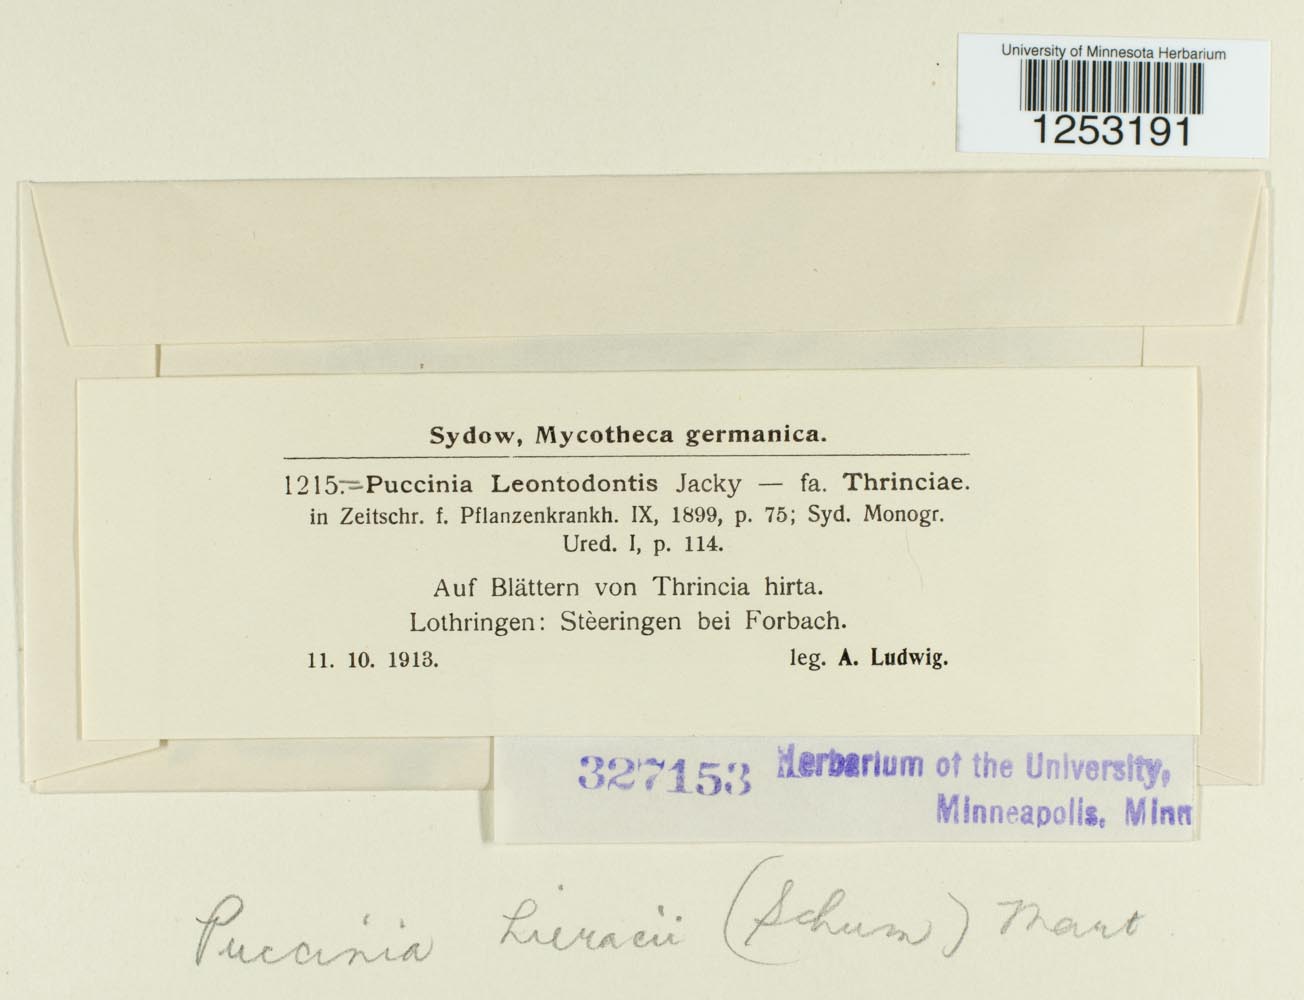 University of Minnesota Herbarium
1253191
Sydow, Mycotheca germanica.
1215.=Puccinia Leontodontis Jacky — fa. Thrinciae.
in Zeitschr. f. Pflanzenkrankh. IX, 1899, p. 75; Syd. Monogr.
Ured. I, p. 114.
Auf Blättern von Thrincia hirta.
Lothringen: Stèeringen bei Forbach.
11. 10. 1913. leg. A. Ludwig.
327153 Herbarium of the University,
Minneapolis, Minn
Puccinia hieracii (Schum) Mart